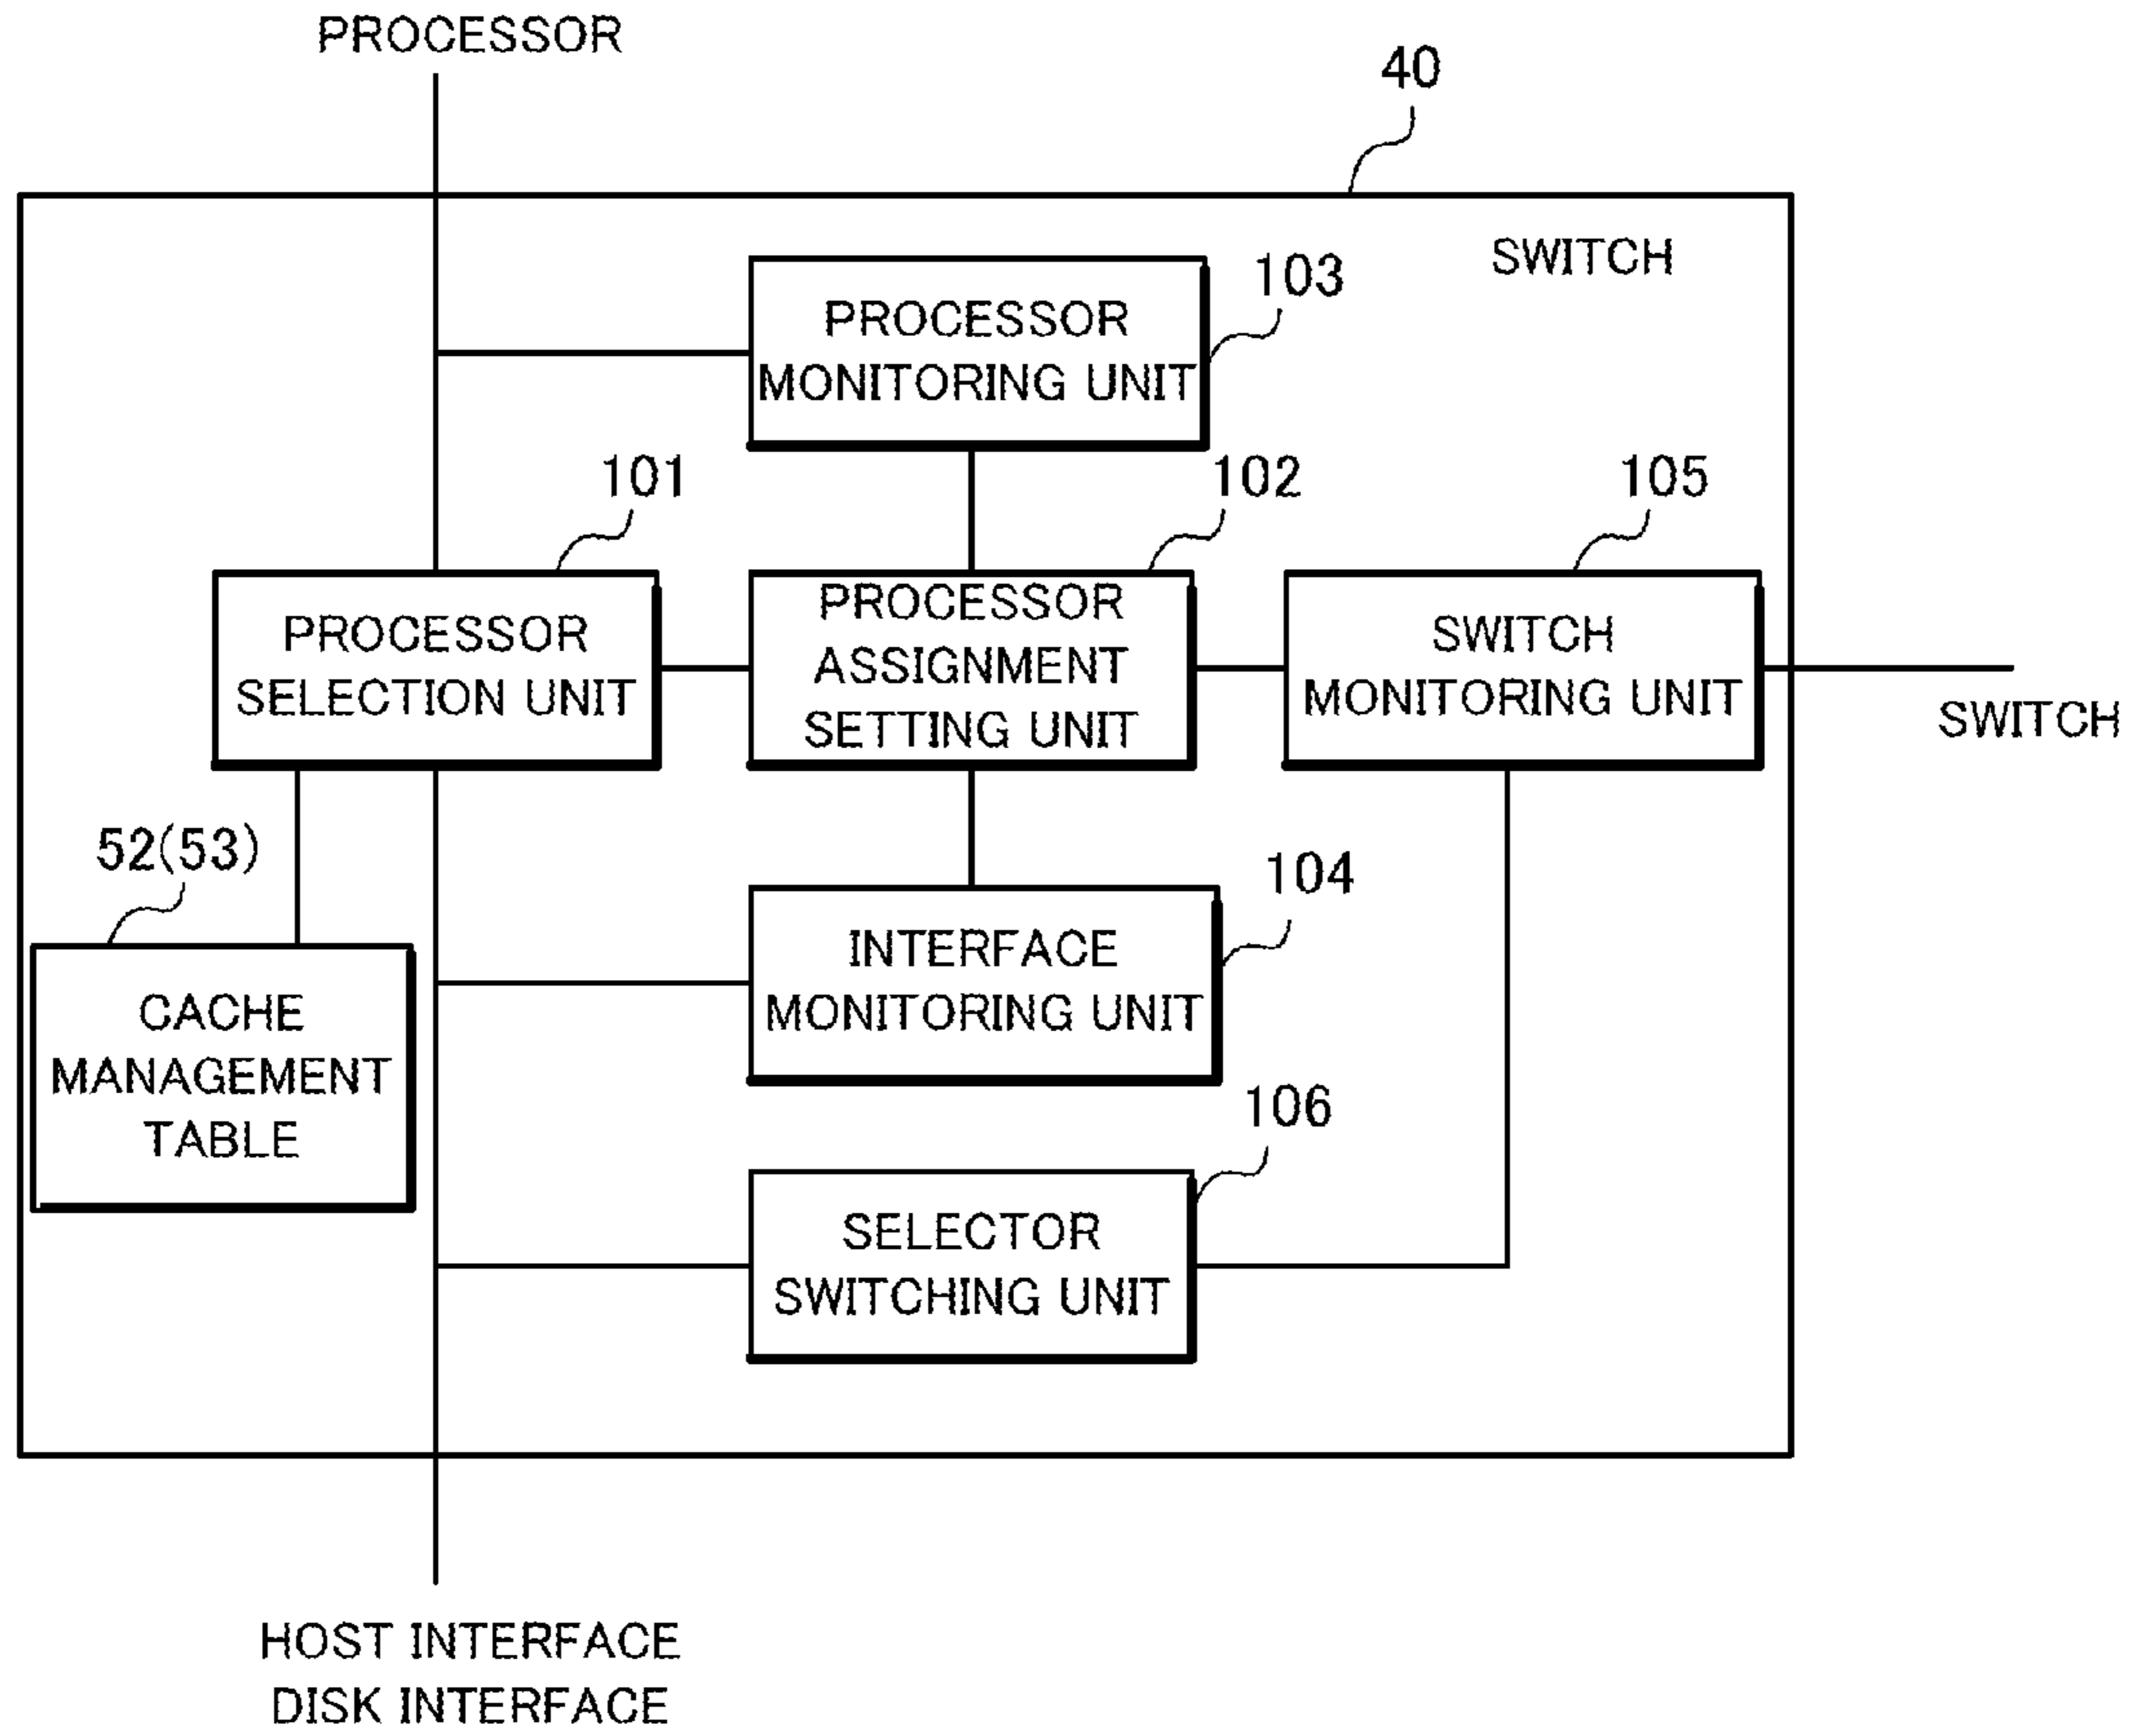 PROCESSOR
40
SWITCH
103
PROCESSOR
MONITORING UNIT
101
102
105
PROCESSOR
SELECTION UNIT
PROCESSOR
ASSIGNMENT
SETTING UNIT
SWITCH
MONITORING UNIT
SWITCH
52(53)
104
CACHE
MANAGEMENT
TABLE
INTERFACE
MONITORING UNIT
106
SELECTOR
SWITCHING UNIT
HOST INTERFACE
DISK INTERFACE